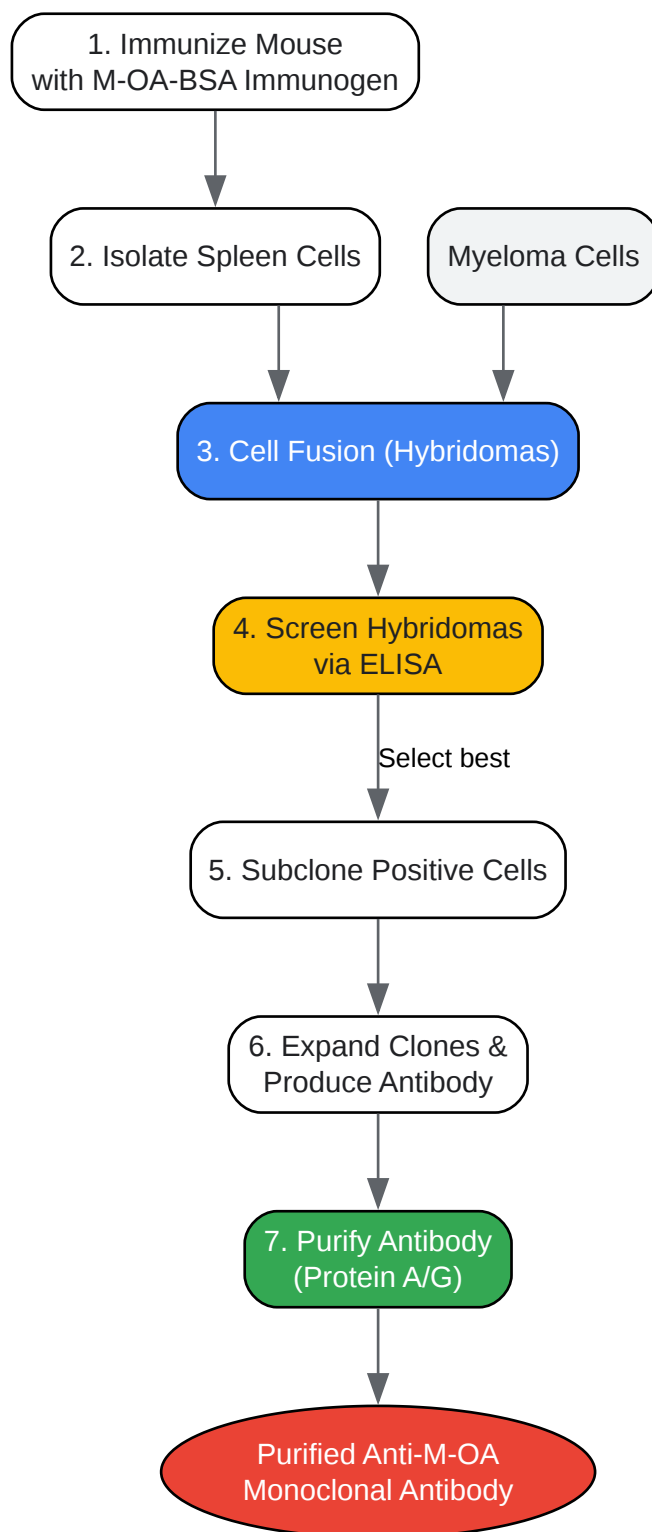 1. Immunize Mouse
with M-OA-BSA Immunogen
2. Isolate Spleen Cells
Myeloma Cells
3. Cell Fusion (Hybridomas)
4. Screen Hybridomas
via ELISA
Select best
5. Subclone Positive Cells
6. Expand Clones &
Produce Antibody
7. Purify Antibody
(Protein A/G)
Purified Anti-M-OA
Monoclonal Antibody